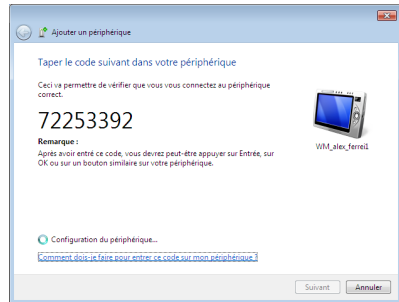 Ajouter un périphérique
Taper le code suivant dans votre périphérique
Ceci va permettre de vérifier que vous vous connectez au périphérique
correct.
72253392
Remarque :
Après avoir entré ce code, vous devrez peut-être appuyer sur Entrée, sur
OK ou sur un bouton similaire sur votre périphérique.
WM_alex_ferrei1
Configuration du périphérique...
Comment dois-je faire pour entrer ce code sur mon périphérique ?
Suivant
Annuler